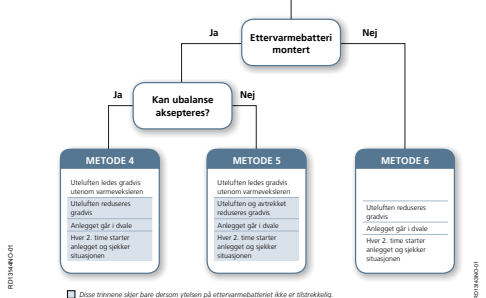 Ja
Ettervarmebatteri
montert
Nej
Ja
Kan ubalanse
aksepteres?
Nej
METODE 4
Uteluften ledes gradvis
utenom varmeveksleren
Uteluften reduseres
gradvis
Anlegget går i dvale
Hver 2. time starter
anlegget og sjekker
situasjonen
METODE 5
Uteluften ledes gradvis
utenom varmeveksleren
Uteluften og avtrekket
reduseres gradvis
Anlegget går i dvale
Hver 2. time starter
anlegget og sjekker
situasjonen
METODE 6
Uteluften reduseres
gradvis
Anlegget går i dvale
Hver 2. time starter
anlegget og sjekker
situasjonen
Disse trinnene skjer bare dersom ytelsen på ettervarmebatteriet ikke er tilstrekkelig.
RD13144NO-01